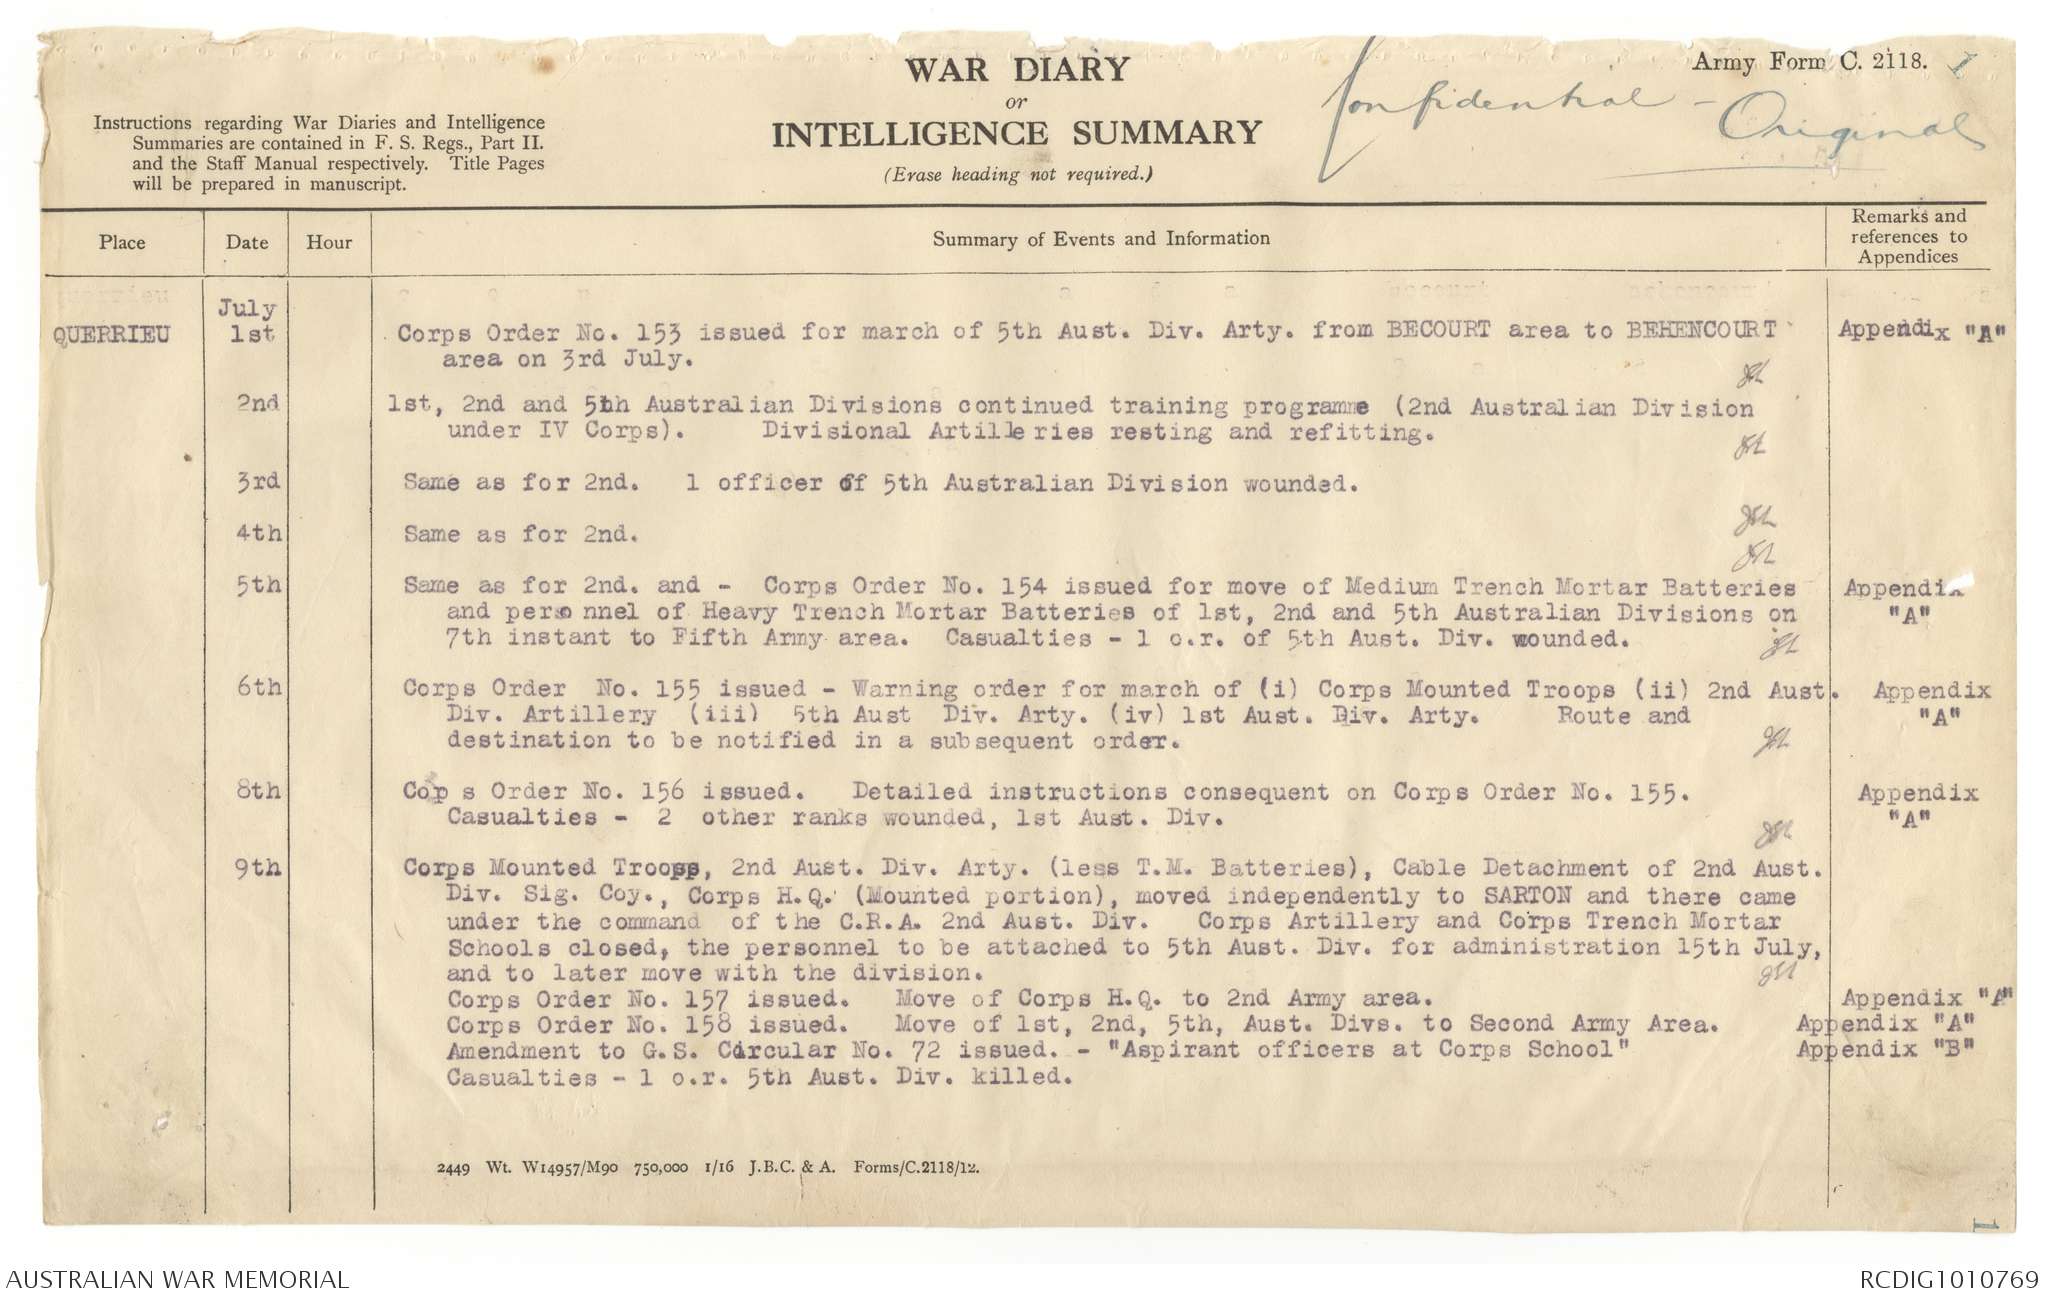 Army Form C. 2118.
WAR DIARY
or
INTELLIGENCE SUMMARY
(Erase heading not required.)
Confidential - Original
Instructions regarding War Diaries and Intelligence
Summaries are contained in F. S. Regs., Part II.
and the Staff Manual respectively. Title Pages
will be prepared in manuscript.
Place Date Hour Summary of Events and Information Remarks and references to Appendices
July
QUERRIEU 1st Corps Order No. 153 issued for march of 5th Aust. Div. Arty. from BECOURT area to BEHENCOURT Appendix "A"
area on 3rd July.
2nd 1st, 2nd and 5th Australian Divisions continued training programme (2nd Australian Division
under IV Corps). Divisional Artilleries resting and refitting.
3rd Same as for 2nd. 1 officer of 5th Australian Division wounded.
4th Same as for 2nd.
5th Same as for 2nd. and - Corps Order No. 154 issued for move of Medium Trench Mortar Batteries Appendix
and personnel of Heavy Trench Mortar Batteries of 1st, 2nd and 5th Australian Divisions on "A"
7th instant to Fifth Army area. Casualties - 1 o.r. of 5th Aust. Div. wounded.
6th Corps Order No. 155 issued - Warning order for march of (i) Corps Mounted Troops (ii) 2nd Aust. Appendix
Div. Artillery (iii) 5th Aust Div. Arty. (iv) 1st Aust. Div. Arty. Route and "A"
destination to be notified in a subsequent order.
8th Corp s Order No. 156 issued. Detailed instructions consequent on Corps Order No. 155. Appendix
Casualties - 2 other ranks wounded, 1st Aust. Div. "A"
9th Corps Mounted Troops, 2nd Aust. Div. Arty. (less T.M. Batteries), Cable Detachment of 2nd Aust.
Div. Sig. Coy., Corps H.Q. (Mounted portion), moved independently to SARTON and there came
under the command of the C.R.A. 2nd Aust. Div. Corps Artillery and Corps Trench Mortar
Schools closed, the personnel to be attached to 5th Aust. Div. for administration 15th July,
and to later move with the division.
Corps Order No. 157 issued. Move of Corps H.Q. to 2nd Army area. Appendix "A"
Corps Order No. 158 issued. Move of 1st, 2nd, 5th, Aust. Divs. to Second Army Area. Appendix "A"
Amendment to G.S. Circular No. 72 issued. - "Aspirant officers at Corps School" Appendix "B"
Casualties - 1 o.r. 5th Aust. Div. killed.
2449 Wt. W14957/M90 750,000 1/16 J.B.C. & A. Forms/C.2118/12.
1
AUSTRALIAN WAR MEMORIAL
RCDIG1010769